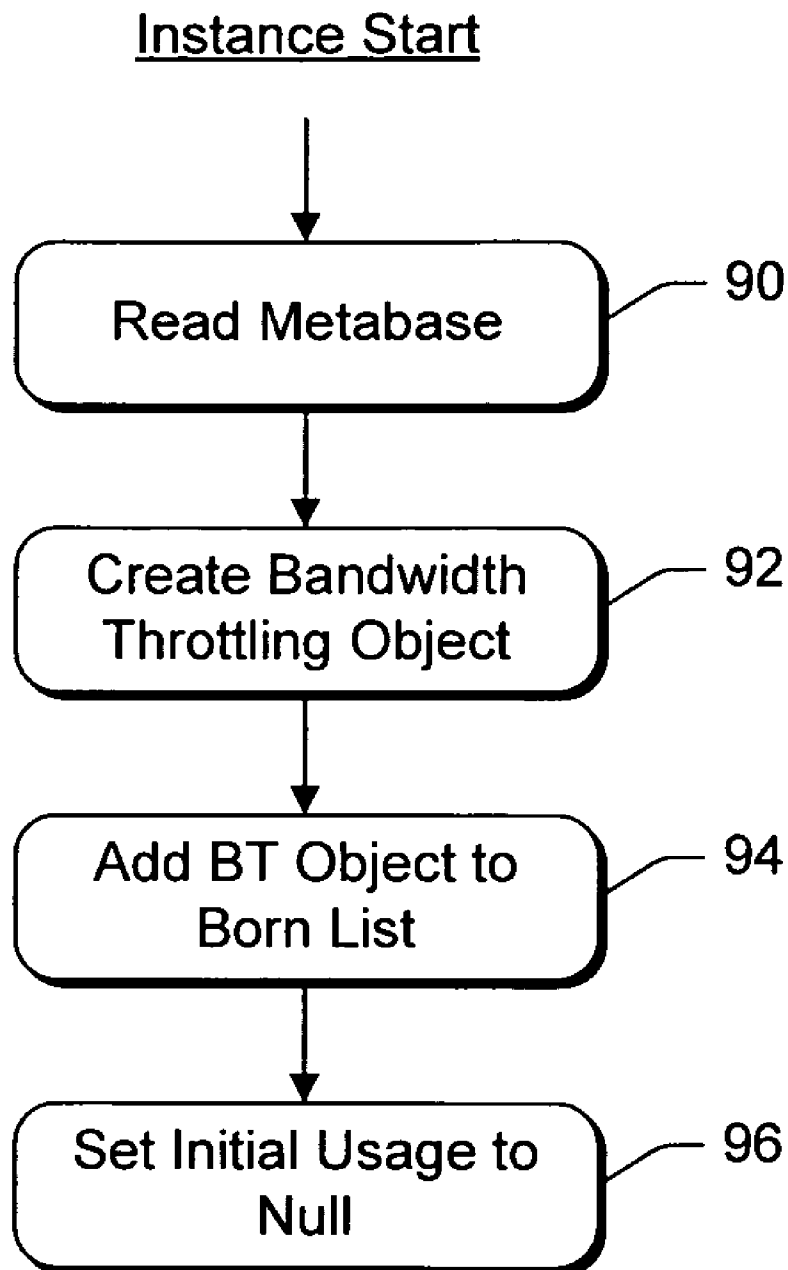 Instance Start
Read Metabase
90
Create Bandwidth
Throttling Object
92
Add BT Object to
Born List
94
Set Initial Usage to
Null
96